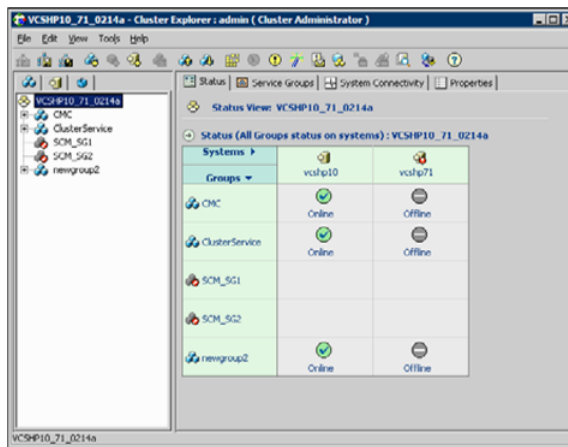 VCSHP10_71_0214a - Cluster Explorer : admin ( Cluster Administrator )
File Edit View Tools Help
VCSHP10_71_0214a
CMC
ClusterService
SCM_SG1
SCM_SG2
newgroup2
Status Service Groups System Connectivity Properties
Status View: VCSHP10_71_0214a
Status (All Groups status on systems) : VCSHP10_71_0214a
Systems
Groups
vcshp10 vcshp71
CMC Online Offline
ClusterService Online Offline
SCM_SG1
SCM_SG2
newgroup2 Online Offline
VCSHP10_71_0214a